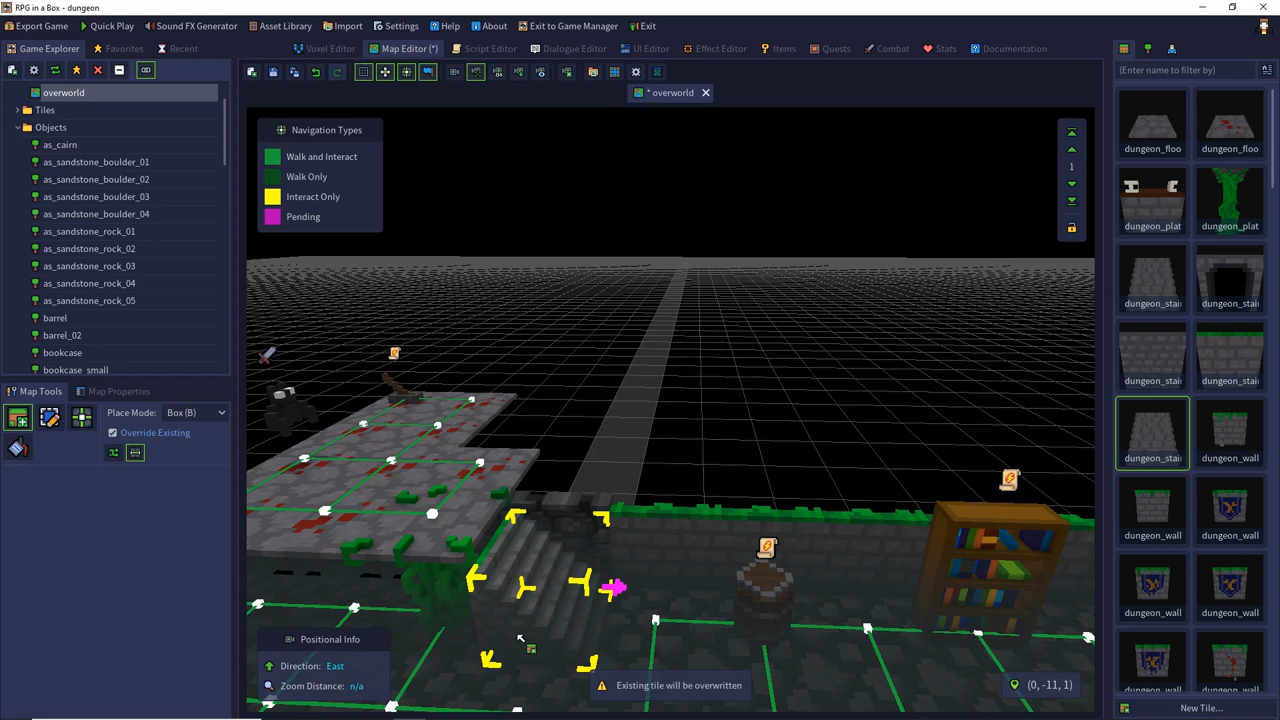 RPG in a Box - dungeon
Export Game Quick Play Sound FX Generator Asset Library Import Settings Help About Exit to Game Manager Exit
Game Explorer Favorites Recent
Voxel Editor Map Editor (*) Script Editor Dialogue Editor UI Editor Effect Editor Items Quests Combat Stats Documentation
(Enter name to filter by)
overworld
* overworld
Tiles
Objects
as_cairn
as_sandstone_boulder_01
as_sandstone_boulder_02
as_sandstone_boulder_03
as_sandstone_boulder_04
as_sandstone_rock_01
as_sandstone_rock_02
as_sandstone_rock_03
as_sandstone_rock_04
as_sandstone_rock_05
barrel
barrel_02
bookcase
bookcase_small
Map Tools Map Properties
Place Mode: Box (B)
Override Existing
Navigation Types
Walk and Interact
Walk Only
Interact Only
Pending
1
Positional Info
Direction: East
Zoom Distance: n/a
Existing tile will be overwritten
(0, -11, 1)
dungeon_floo dungeon_floo
dungeon_plat dungeon_plat
dungeon_stai dungeon_stai
dungeon_stai dungeon_stai
dungeon_stai dungeon_wall
dungeon_wall dungeon_wall
dungeon_wall dungeon_wall
dungeon_wall dungeon_wall
New Tile...